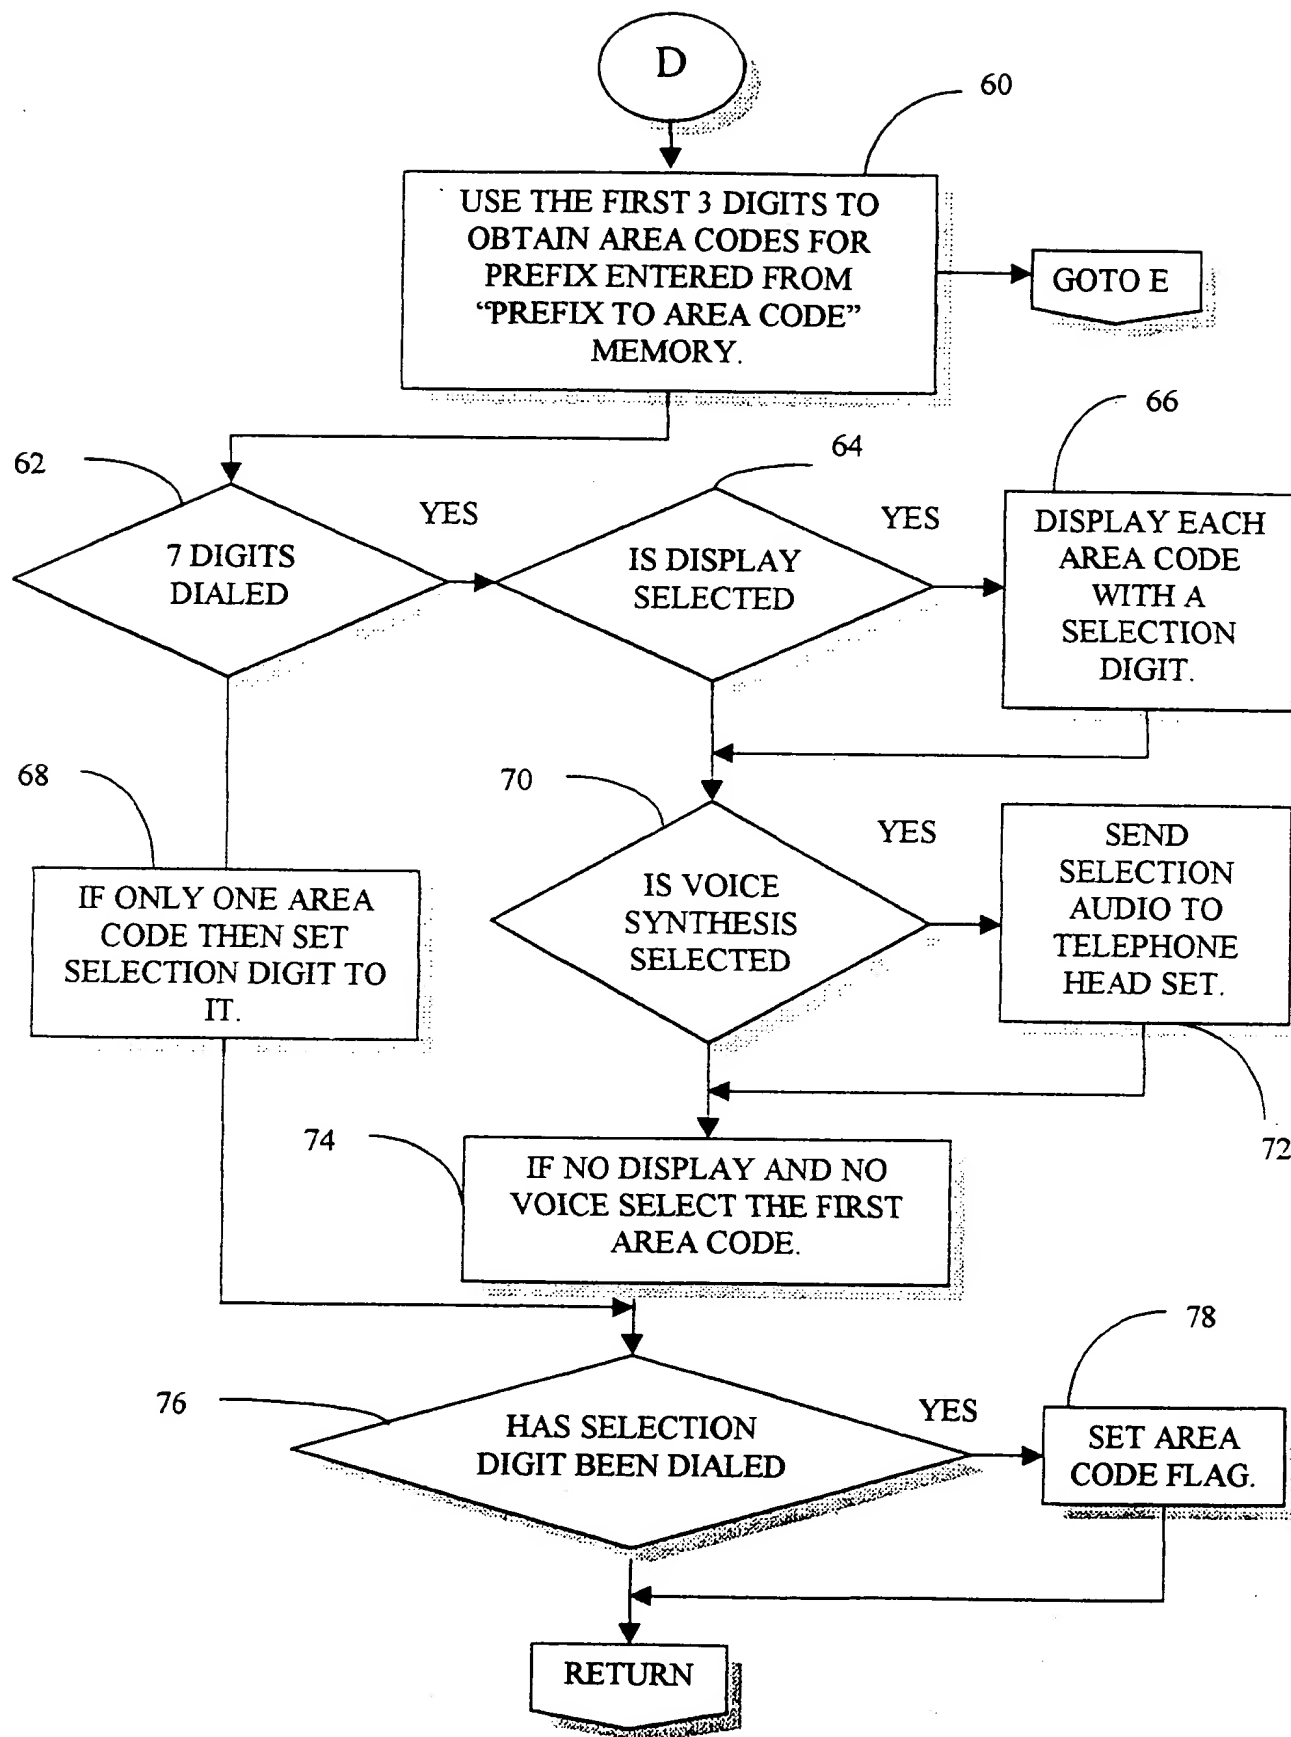 D
60
USE THE FIRST 3 DIGITS TO
OBTAIN AREA CODES FOR
PREFIX ENTERED FROM
“PREFIX TO AREA CODE”
MEMORY.
GOTO E
62
7 DIGITS
DIALED
YES
64
IS DISPLAY
SELECTED
YES
66
DISPLAY EACH
AREA CODE
WITH A
SELECTION
DIGIT.
68
IF ONLY ONE AREA
CODE THEN SET
SELECTION DIGIT TO
IT.
70
IS VOICE
SYNTHESIS
SELECTED
YES
SEND
SELECTION
AUDIO TO
TELEPHONE
HEAD SET.
72
74
IF NO DISPLAY AND NO
VOICE SELECT THE FIRST
AREA CODE.
76
HAS SELECTION
DIGIT BEEN DIALED
YES
78
SET AREA
CODE FLAG.
RETURN